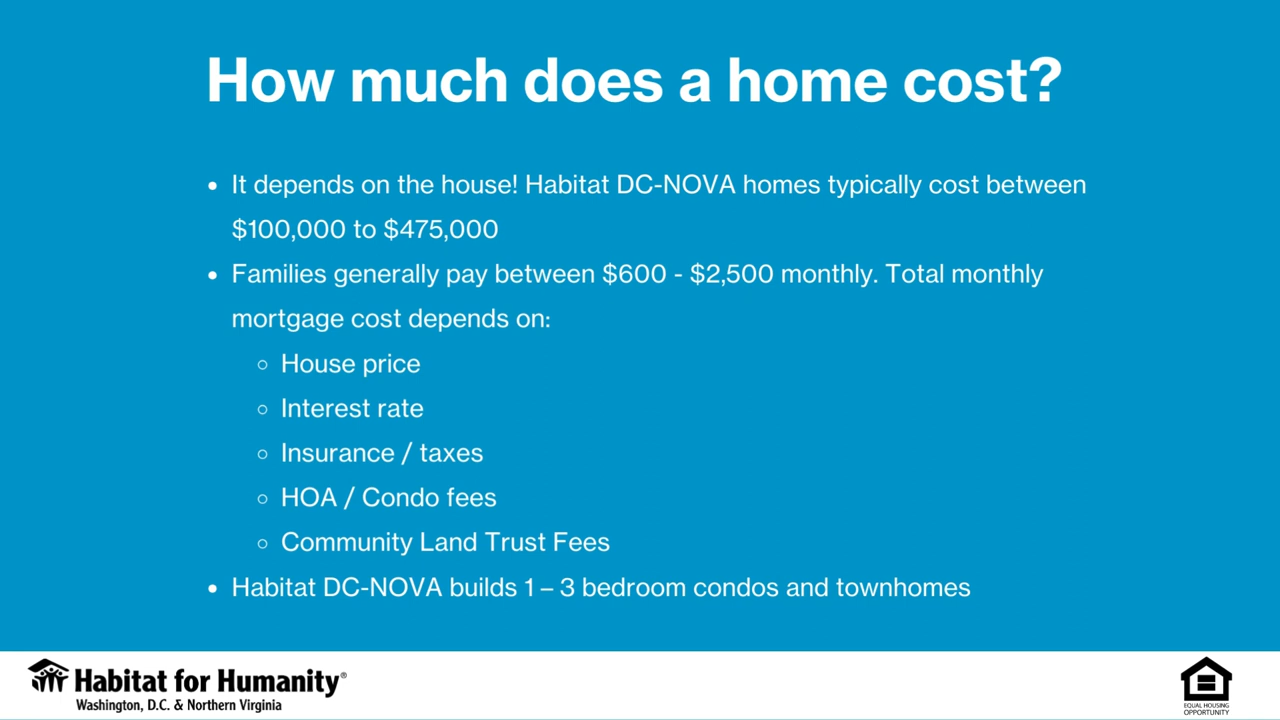 How much does a home cost?
• It depends on the house! Habitat DC-NOVA homes typically cost between
$100,000 to $475,000
• Families generally pay between $600 - $2,500 monthly. Total monthly
mortgage cost depends on:
○ House price
○ Interest rate
○ Insurance / taxes
○ HOA / Condo fees
○ Community Land Trust Fees
• Habitat DC-NOVA builds 1 – 3 bedroom condos and townhomes
Habitat for Humanity®
Washington, D.C. & Northern Virginia
EQUAL HOUSING
OPPORTUNITY